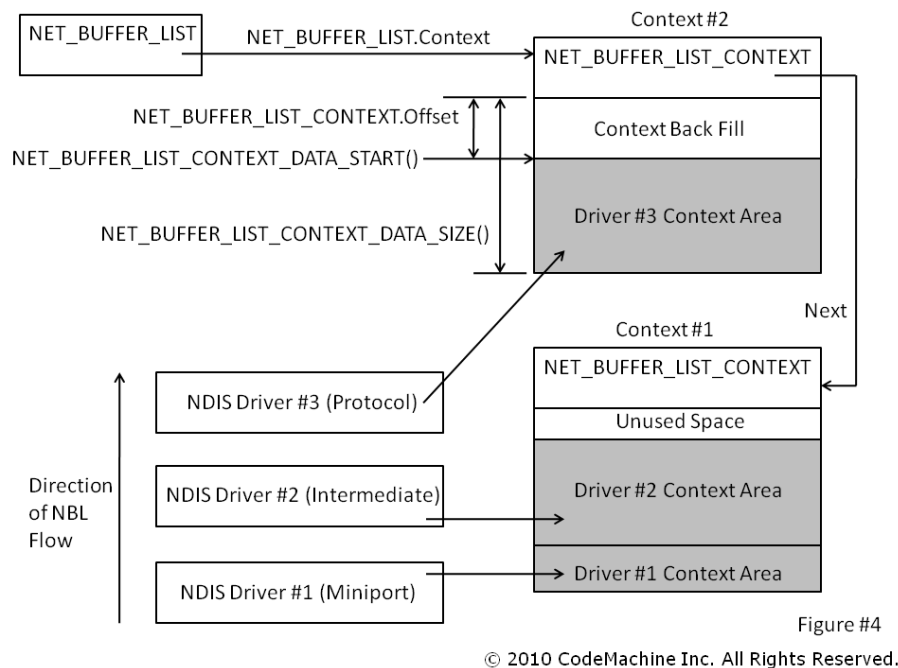 Context #2
NET_BUFFER_LIST
NET_BUFFER_LIST.Context
NET_BUFFER_LIST_CONTEXT
NET_BUFFER_LIST_CONTEXT.Offset
Context Back Fill
NET_BUFFER_LIST_CONTEXT_DATA_START()
Driver #3 Context Area
NET_BUFFER_LIST_CONTEXT_DATA_SIZE()
Next
Context #1
NET_BUFFER_LIST_CONTEXT
NDIS Driver #3 (Protocol)
Unused Space
Direction
of NBL
Flow
NDIS Driver #2 (Intermediate)
Driver #2 Context Area
NDIS Driver #1 (Miniport)
Driver #1 Context Area
Figure #4
© 2010 CodeMachine Inc. All Rights Reserved.